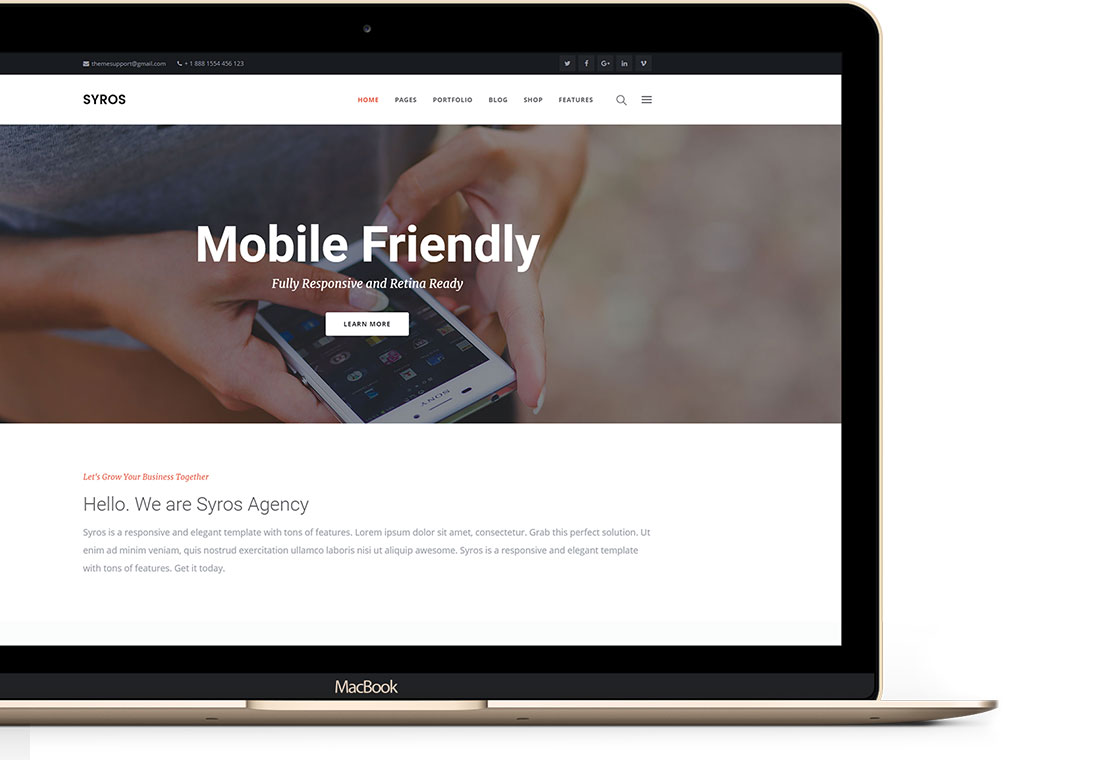 themesupport@gmail.com + 1 888 1554 456 123
SYROS HOME PAGES PORTFOLIO BLOG SHOP FEATURES
Mobile Friendly
Fully Responsive and Retina Ready
LEARN MORE
SONY
Let's Grow Your Business Together
Hello. We are Syros Agency
Syros is a responsive and elegant template with tons of features. Lorem ipsum dolor sit amet, consectetur. Grab this perfect solution. Ut
enim ad minim veniam, quis nostrud exercitation ullamco laboris nisi ut aliquip awesome. Syros is a responsive and elegant template
with tons of features. Get it today.
MacBook